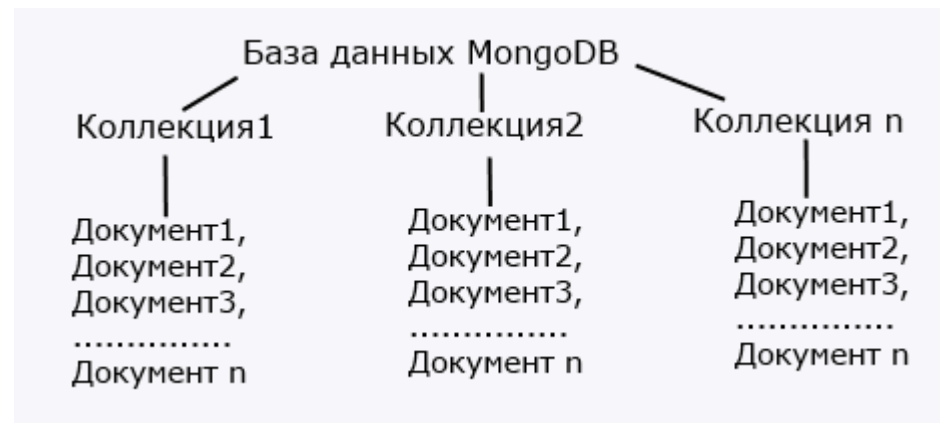 База данных MongoDB
Коллекция1
Коллекция2
Коллекция n
Документ1,
Документ2,
Документ3,
...............
Документ n
Документ1,
Документ2,
Документ3,
...............
Документ n
Документ1,
Документ2,
Документ3,
...............
Документ n